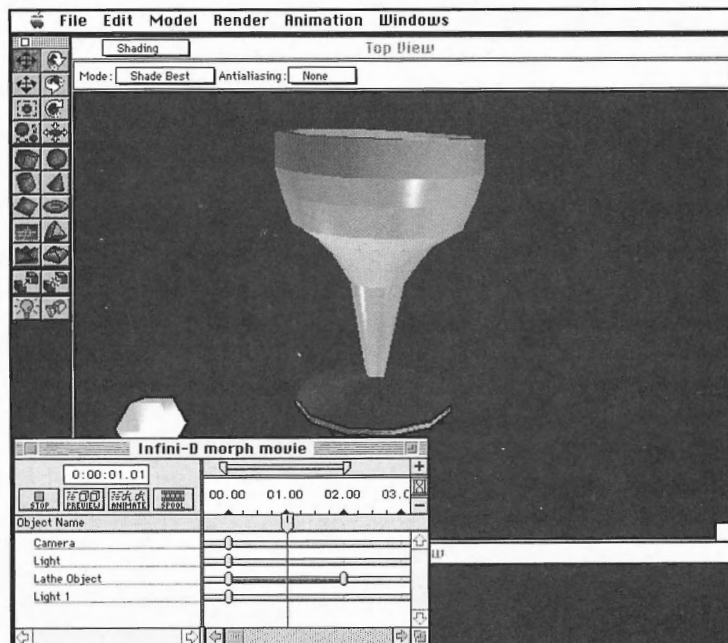 File Edit Model Render Animation Windows
Shading Top View
Mode: Shade Best Antialiasing: None
Infini-D morph movie
0:00:01.01
STOP PREVIEW ANIMATE SPOOL
00.00 01.00 02.00 03.0
Object Name
Camera
Light
Lathe Object
Light 1